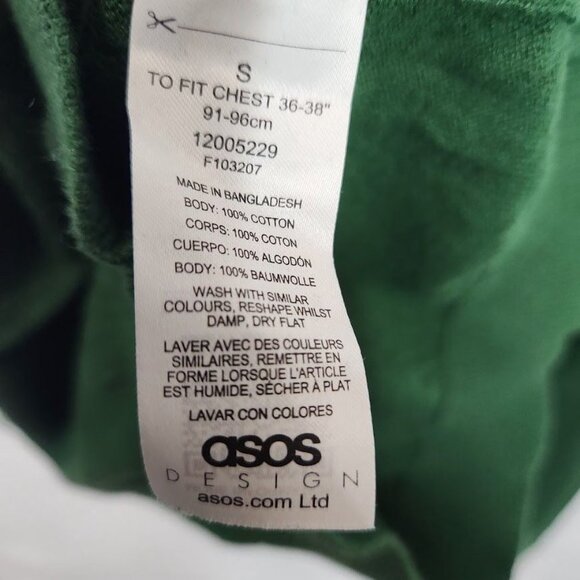 S
TO FIT CHEST 36-38"
91-96cm
12005229
F103207
MADE IN BANGLADESH
BODY: 100% COTTON
CORPS: 100% COTON
CUERPO: 100% ALGODÓN
BODY: 100% BAUMWOLLE
WASH WITH SIMILAR
COLOURS, RESHAPE WHILST
DAMP, DRY FLAT
LAVER AVEC DES COULEURS
SIMILAIRES, REMETTRE EN
FORME LORSQUE L'ARTICLE
EST HUMIDE, SÉCHER À PLAT
LAVAR CON COLORES
asos
DESIGN
asos.com Ltd